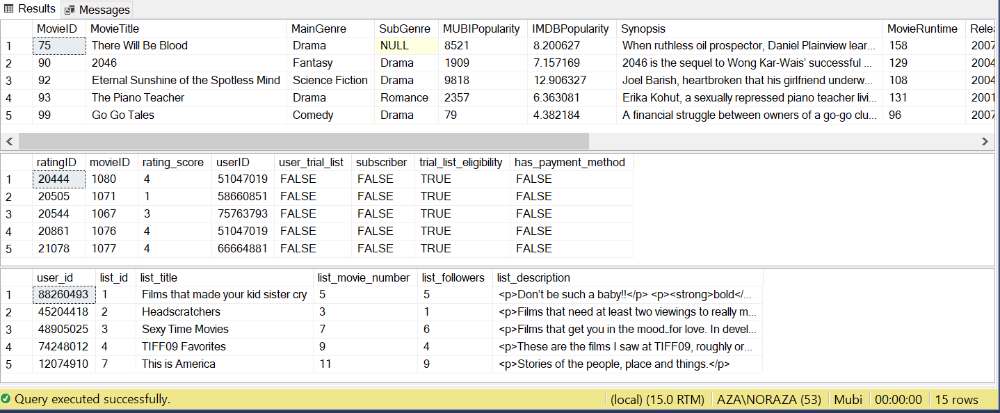 Results Messages
MovieID MovieTitle MainGenre SubGenre MUBIPopularity IMDBPopularity Synopsis MovieRuntime Relea
1 75 There Will Be Blood Drama NULL 8521 8.200627 When ruthless oil prospector, Daniel Plainview lear... 158 2007
2 90 2046 Fantasy Drama 1909 7.157169 2046 is the sequel to Wong Kar-Wais’ successful ... 129 2004
3 92 Eternal Sunshine of the Spotless Mind Science Fiction Drama 9818 12.906327 Joel Barish, heartbroken that his girlfriend underw... 108 2004
4 93 The Piano Teacher Drama Romance 2357 6.363081 Erika Kohut, a sexually repressed piano teacher livi... 131 2001
5 99 Go Go Tales Comedy Drama 79 4.382184 A financial struggle between owners of a go-go clu... 96 2007
ratingID movieID rating_score userID user_trial_list subscriber trial_list_eligibility has_payment_method
1 20444 1080 4 51047019 FALSE FALSE TRUE FALSE
2 20505 1071 1 58660851 FALSE FALSE TRUE FALSE
3 20544 1067 3 75763793 FALSE FALSE TRUE FALSE
4 20861 1076 4 51047019 FALSE FALSE TRUE FALSE
5 21078 1077 4 66664881 FALSE FALSE TRUE FALSE
user_id list_id list_title list_movie_number list_followers list_description
1 88260493 1 Films that made your kid sister cry 5 5 <p>Don’t be such a baby!!</p> <p><strong>bold</...
2 45204418 2 Headscratchers 3 1 <p>Films that need at least two viewings to really m...
3 48905025 3 Sexy Time Movies 7 6 <p>Films that get you in the mood_for love. In devel...
4 74248012 4 TIFF09 Favorites 9 4 <p>These are the films I saw at TIFF09, roughly or...
5 12074910 7 This is America 11 9 <p>Stories of the people, place and things.</p>
Query executed successfully. (local) (15.0 RTM) AZA\NORAZA (53) Mubi 00:00:00 15 rows